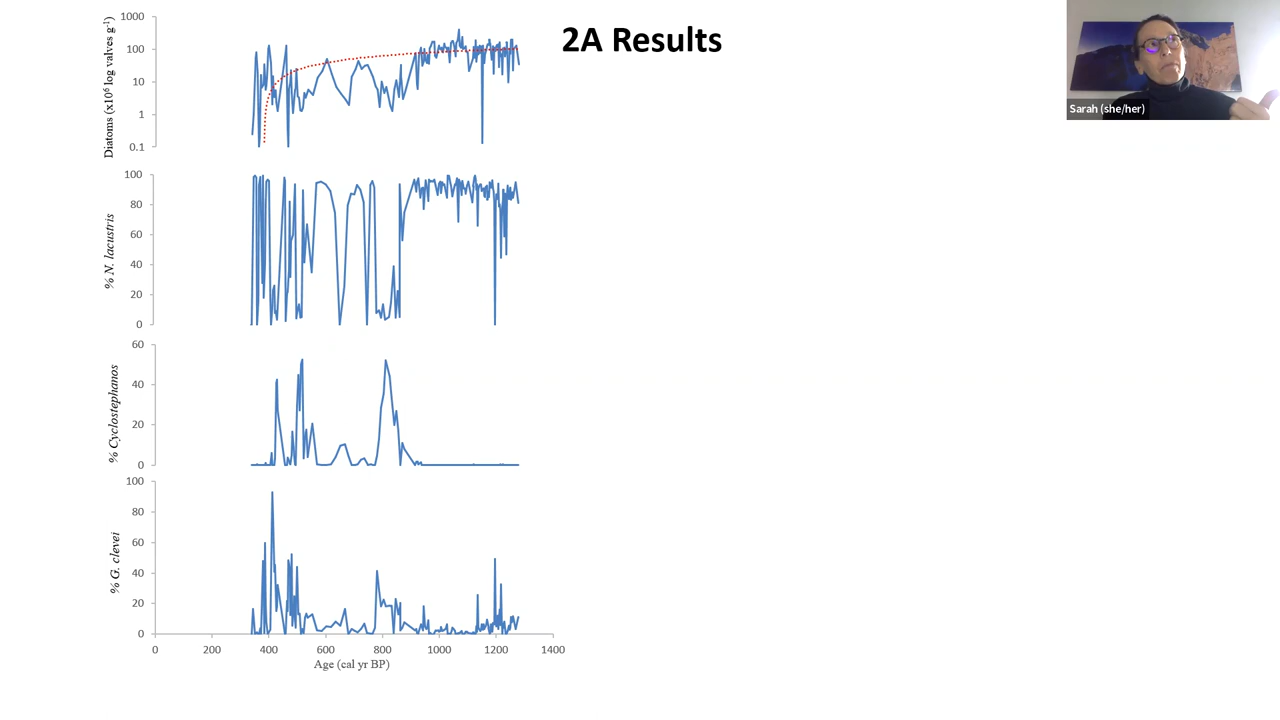 2A Results
Sarah (she/her)
Diatoms (x10⁶ log valves g⁻¹)
1000
100
10
1
0.1
% N. lacustris
100
80
60
40
20
0
% Cyclostephanos
60
40
20
0
% G. clevei
100
80
60
40
20
0
0 200 400 600 800 1000 1200 1400
Age (cal yr BP)